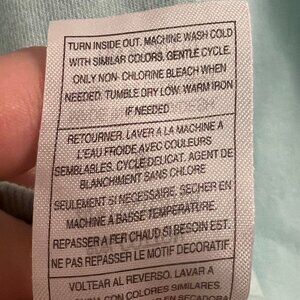 TURN INSIDE OUT. MACHINE WASH COLD
WITH SIMILAR COLORS, GENTLE CYCLE.
ONLY NON- CHLORINE BLEACH WHEN
NEEDED. TUMBLE DRY LOW. WARM IRON
IF NEEDED
RETOURNER. LAVER A LA MACHINE A
L'EAU FROIDE AVEC COULEURS
SEMBLABLES. CYCLE DELICAT. AGENT DE
BLANCHIMENT SANS CHLORE
SEULEMENT SI NECESSAIRE. SECHER EN
MACHINE A BASSE TEMPERATURE.
REPASSER A FER CHAUD SI BESOIN EST.
NE PAS REPASSER LE MOTIF DECORATIF.
VOLTEAR AL REVERSO. LAVAR A
CON COLORES SIMILARES.